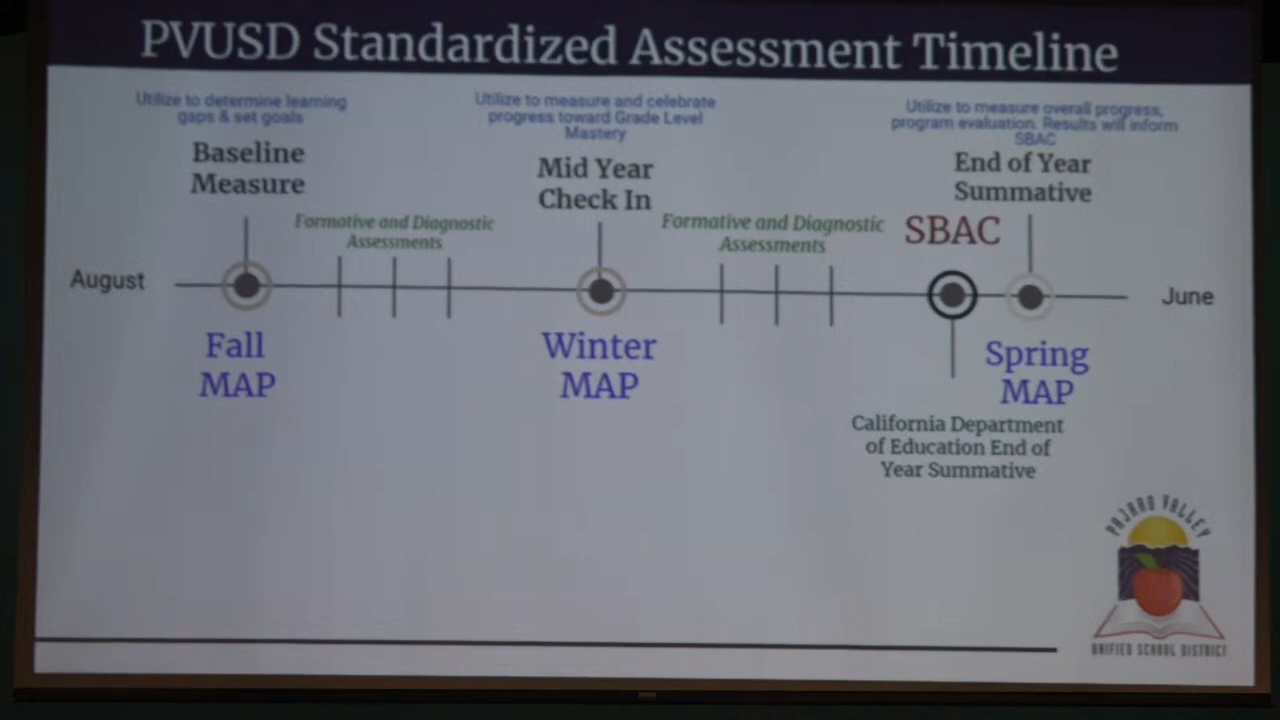 PVUSD Standardized Assessment Timeline
Utilize to determine learning
gaps & set goals
Baseline
Measure
Utilize to measure and celebrate
progress toward Grade Level
Mastery
Mid Year
Check In
Utilize to measure overall progress,
program evaluation. Results will inform
SBAC
End of Year
Summative
Formative and Diagnostic
Assessments
Formative and Diagnostic
Assessments
SBAC
August
June
Fall
MAP
Winter
MAP
Spring
MAP
California Department
of Education End of
Year Summative
PAJARO VALLEY
UNIFIED SCHOOL DISTRICT